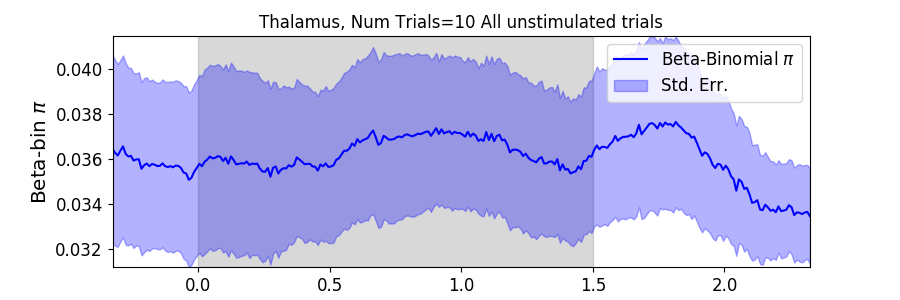 Thalamus, Num Trials=10 All unstimulated trials
Beta-bin π
0.040
0.038
0.036
0.034
0.032
Beta-Binomial π
Std. Err.
0.0 0.5 1.0 1.5 2.0